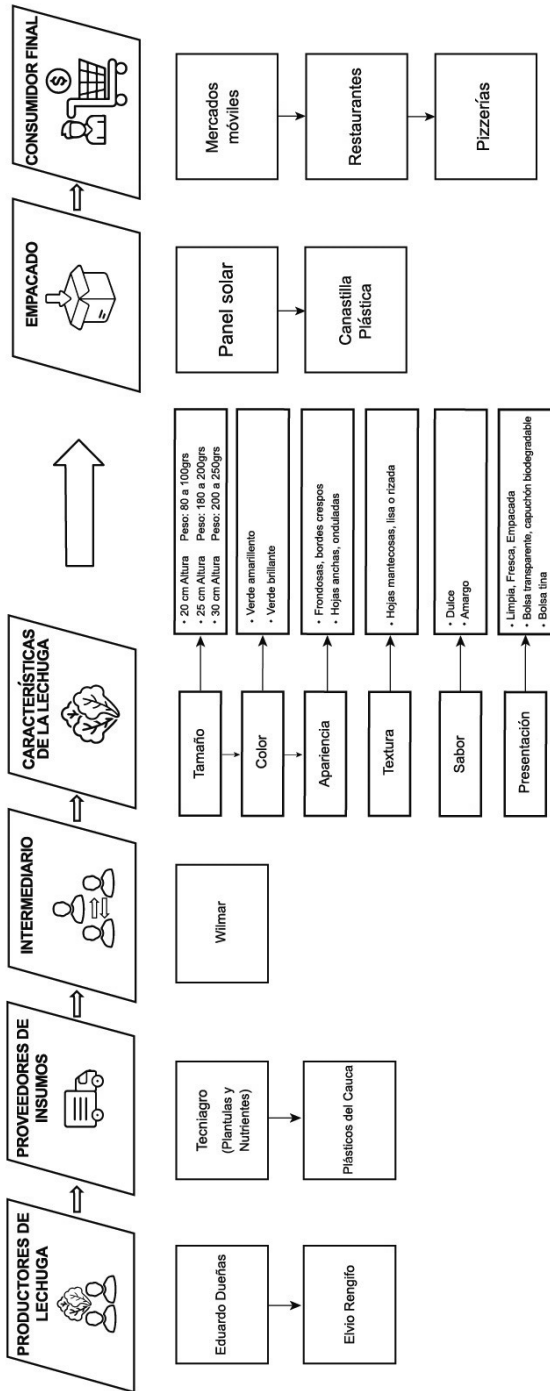 PRODUCTORES DE
LECHUGA
Eduardo Dueñas
Elvio Rengifo
PROVEEDORES DE
INSUMOS
Tecniagro
(Plantulas y
Nutrientes)
Plásticos del Cauca
INTERMEDIARIO
Wilmar
CARACTERÍSTICAS
DE LA LECHUGA
Tamaño
• 20 cm Altura Peso: 80 a 100grs
• 25 cm Altura Peso: 180 a 200grs
• 30 cm Altura Peso: 200 a 250grs
Color
• Verde amarillento
• Verde brillante
Apariencia
• Frondosas, bordes crespos
• Hojas anchas, onduladas
Textura
• Hojas mantecosas, lisa o rizada
Sabor
• Dulce
• Amargo
Presentación
• Limpia, Fresca, Empacada
• Bolsa transparente, capuchón biodegradable
• Bolsa tina
EMPACADO
Panel solar
Canastilla
Plástica
CONSUMIDOR FINAL
$
Mercados
móviles
Restaurantes
Pizzerías